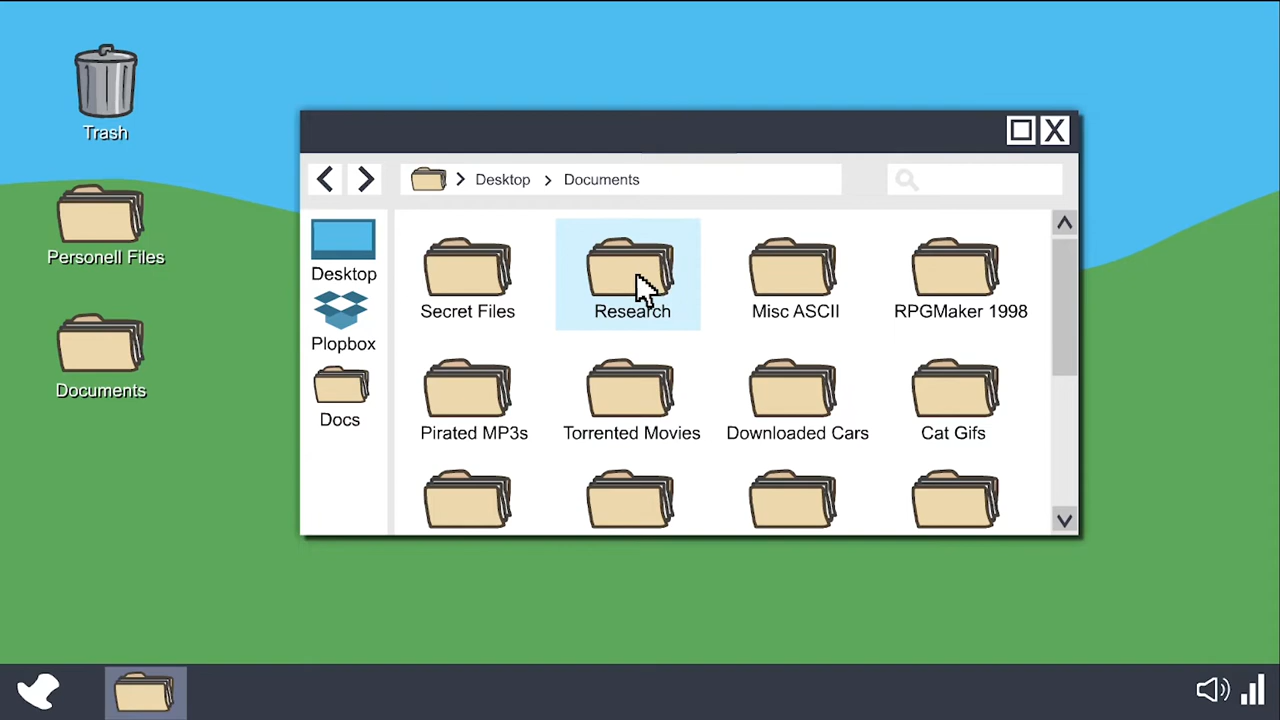 Trash
Personell Files
Documents
X
Desktop
Documents
Desktop
Plopbox
Docs
Secret Files
Research
Misc ASCII
RPGMaker 1998
Pirated MP3s
Torrented Movies
Downloaded Cars
Cat Gifs